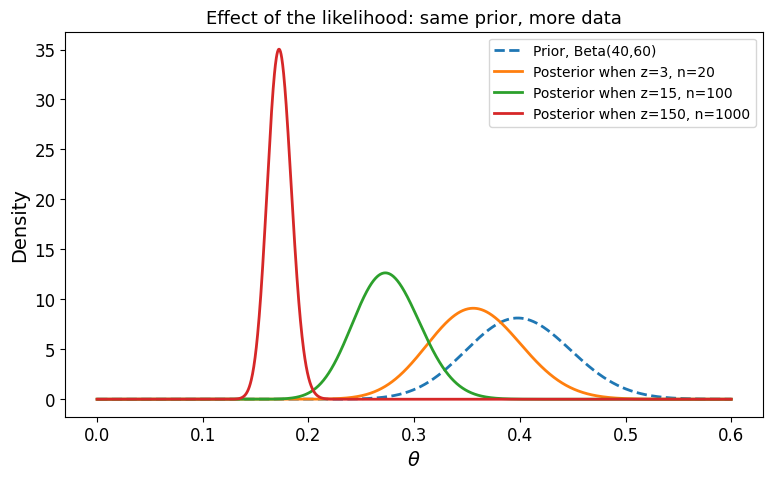 Effect of the likelihood: same prior, more data
Prior, Beta(40,60)
Posterior when z=3, n=20
Posterior when z=15, n=100
Posterior when z=150, n=1000
Density
35
30
25
20
15
10
5
0
0.0 0.1 0.2 0.3 0.4 0.5 0.6
θ